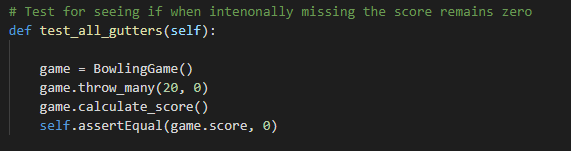 # Test for seeing if when intenonally missing the score remains zero
def test_all_gutters(self):
game = BowlingGame()
game.throw_many(20, 0)
game.calculate_score()
self.assertEqual(game.score, 0)